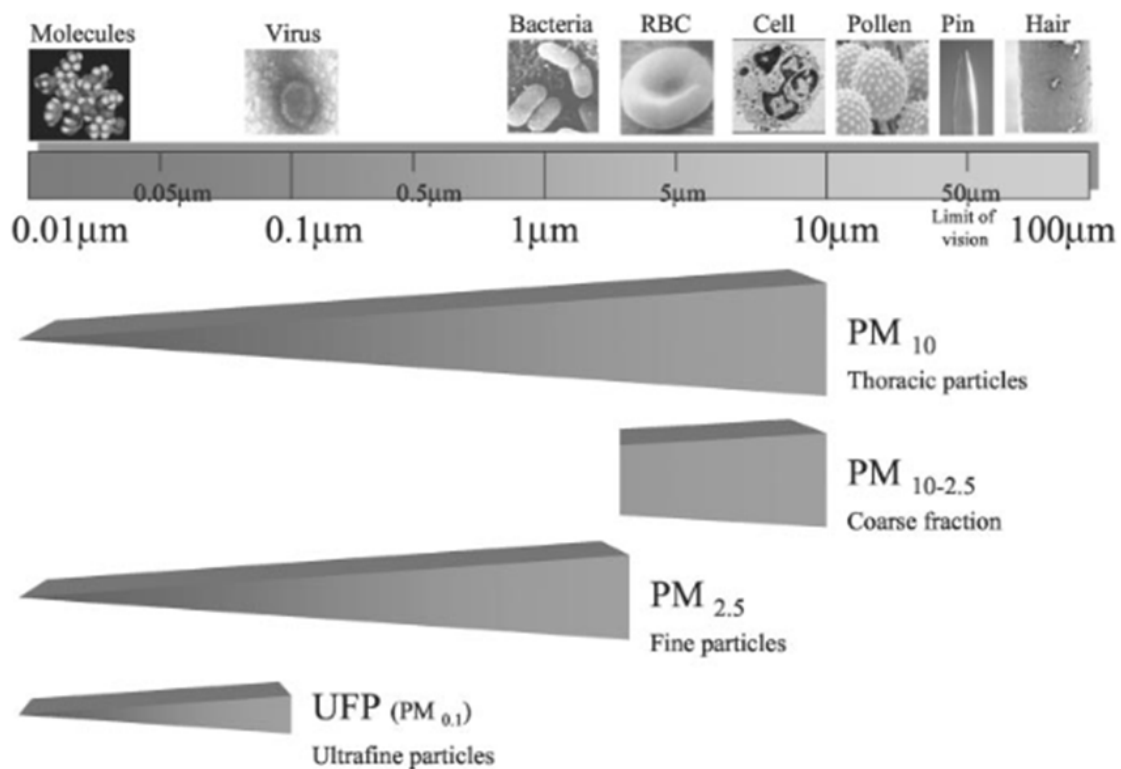 Molecules
Virus
Bacteria
RBC
Cell
Pollen
Pin
Hair
0.05µm
0.5µm
5µm
50µm
0.01µm
0.1µm
1µm
10µm
Limit of
vision
100µm
PM 10
Thoracic particles
PM 10-2.5
Coarse fraction
PM 2.5
Fine particles
UFP (PM 0.1)
Ultrafine particles